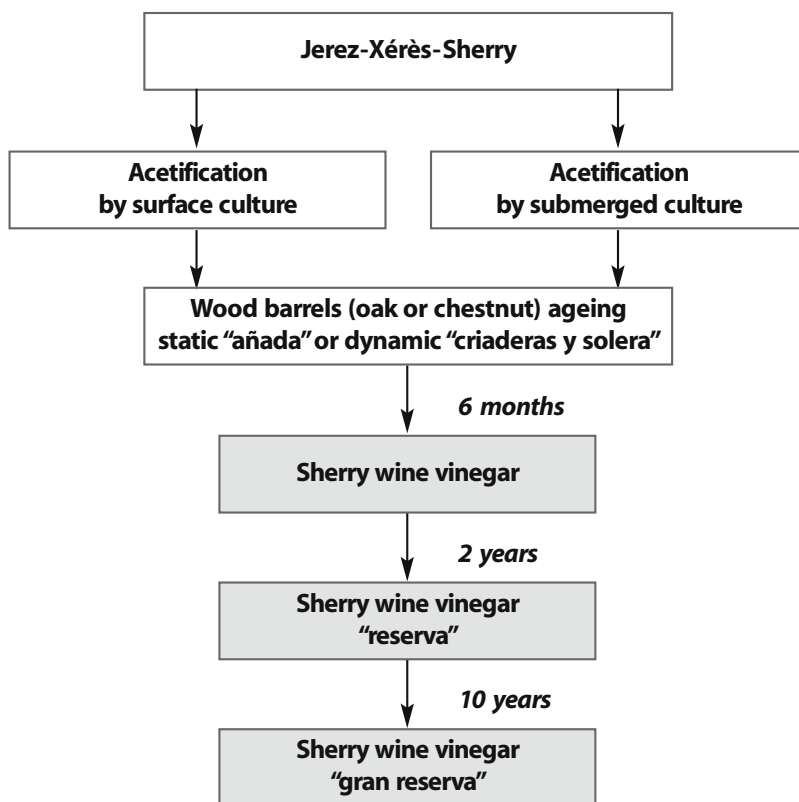 Jerez-Xérès-Sherry
Acetification
by surface culture
Acetification
by submerged culture
Wood barrels (oak or chestnut) ageing
static “añada” or dynamic “criaderas y solera”
6 months
Sherry wine vinegar
2 years
Sherry wine vinegar
“reserva”
10 years
Sherry wine vinegar
“gran reserva”